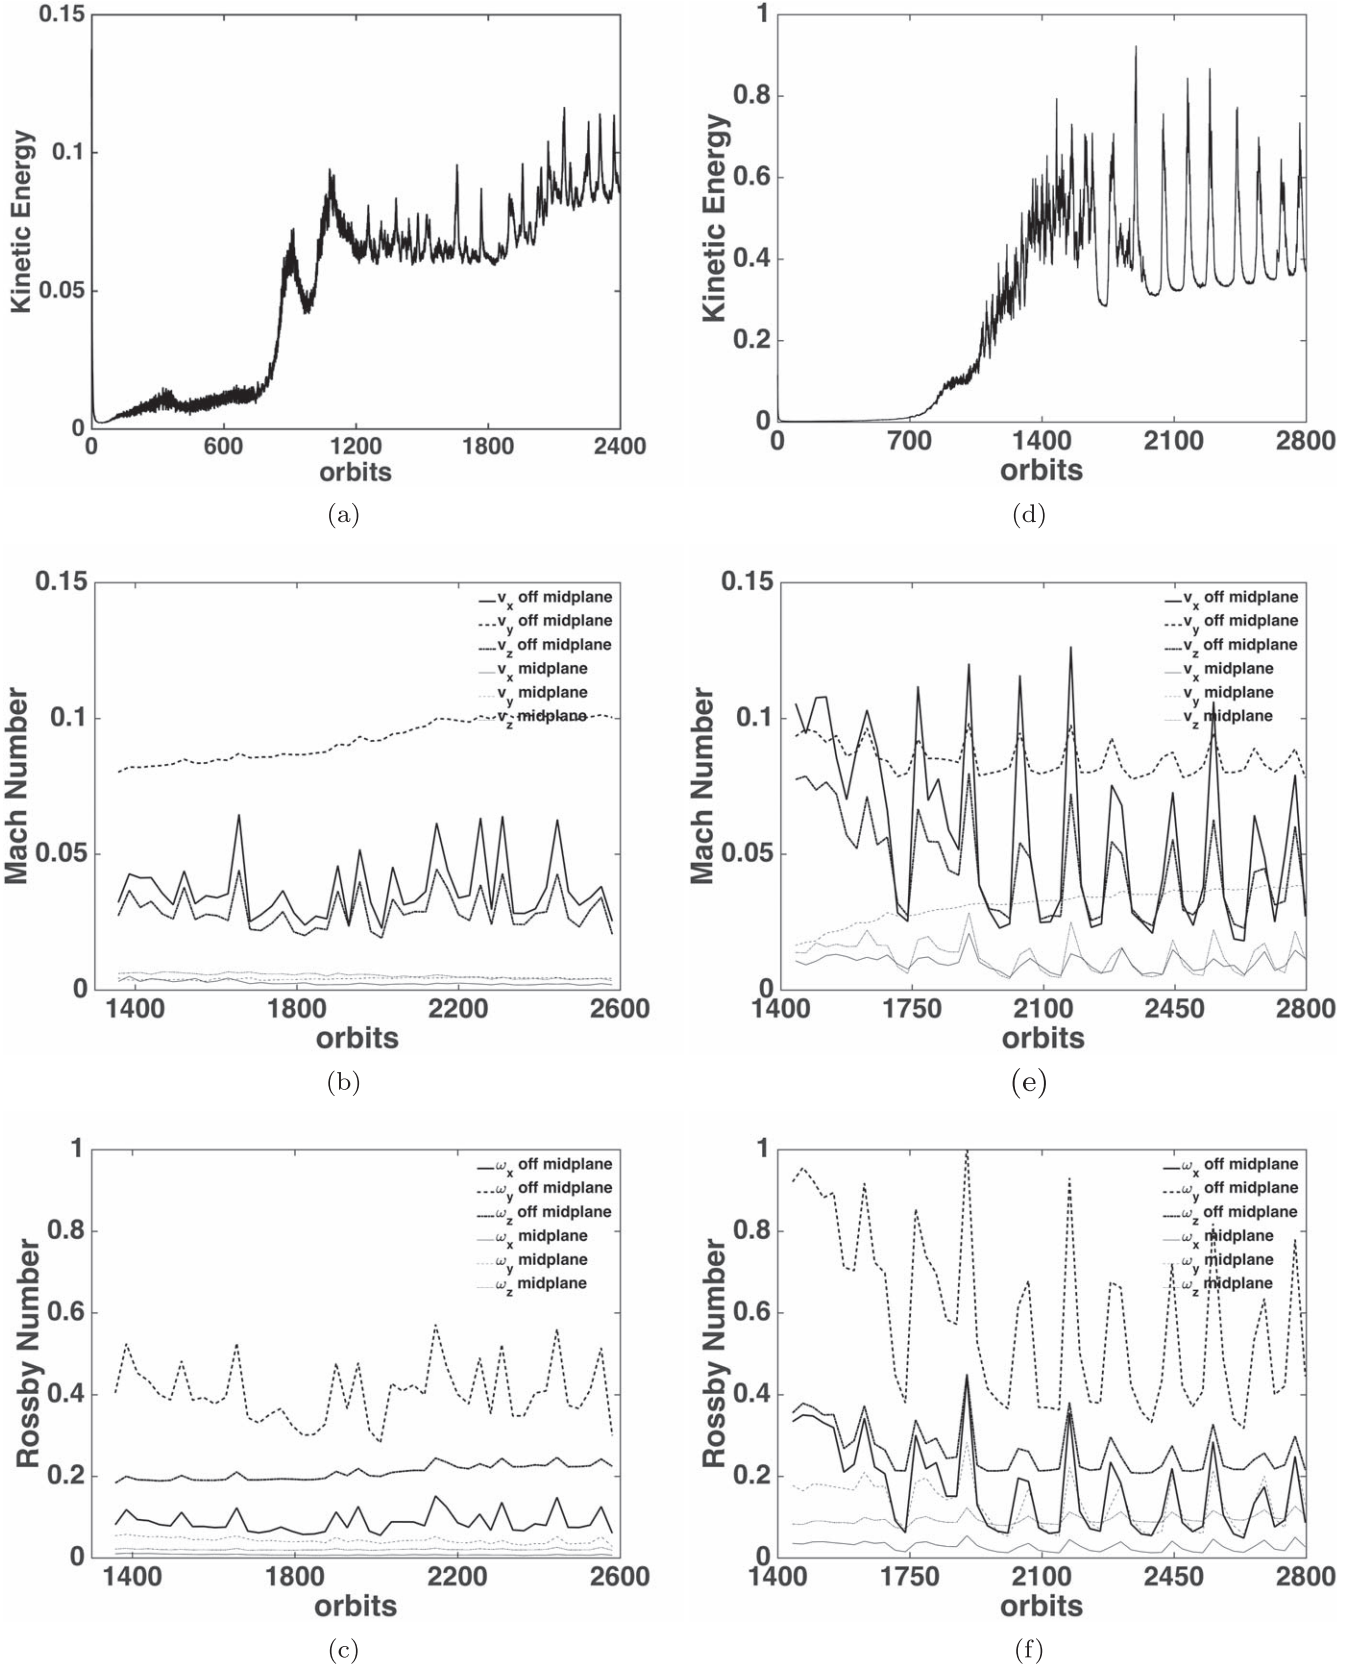 0.15
0.1
0.05
0
Kinetic Energy
0 600 1200 1800 2400
orbits
(a)
1
0.8
0.6
0.4
0.2
0
Kinetic Energy
0 700 1400 2100 2800
orbits
(d)
0.15
0.1
0.05
0
Mach Number
v_x off midplane
v_y off midplane
v_z off midplane
v_x midplane
v_y midplane
v_z midplane
1400 1800 2200 2600
orbits
(b)
0.15
0.1
0.05
0
Mach Number
v_x off midplane
v_y off midplane
v_z off midplane
v_x midplane
v_y midplane
v_z midplane
1400 1750 2100 2450 2800
orbits
(e)
1
0.8
0.6
0.4
0.2
0
Rossby Number
ω_x off midplane
ω_y off midplane
ω_z off midplane
ω_x midplane
ω_y midplane
ω_z midplane
1400 1800 2200 2600
orbits
(c)
1
0.8
0.6
0.4
0.2
0
Rossby Number
ω_x off midplane
ω_y off midplane
ω_z off midplane
ω_x midplane
ω_y midplane
ω_z midplane
1400 1750 2100 2450 2800
orbits
(f)